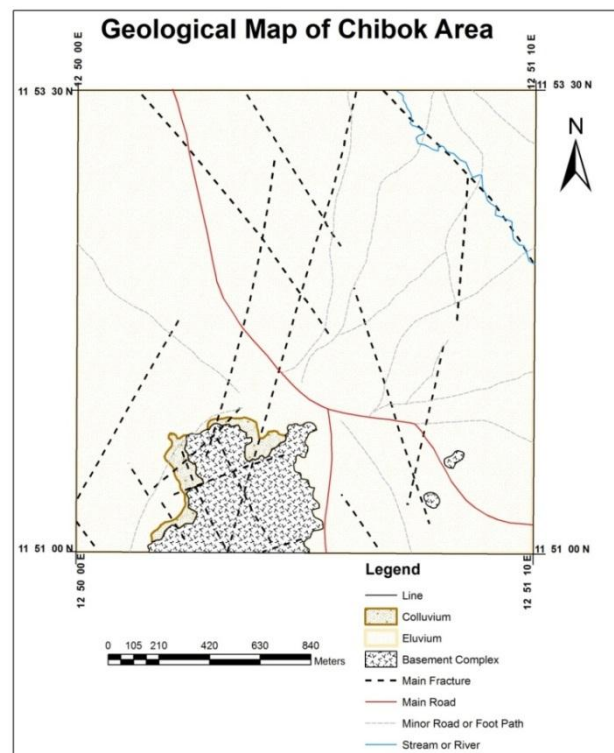 Geological Map of Chibok Area
12 50 00 E
12 51 10 E
11 53 30 N
11 53 30 N
N
11 51 00 N
11 51 00 N
12 50 00 E
12 51 10 E
Legend
Line
Colluvium
Eluvium
Basement Complex
Main Fracture
Main Road
Minor Road or Foot Path
Stream or River
0 105 210 420 630 840
Meters